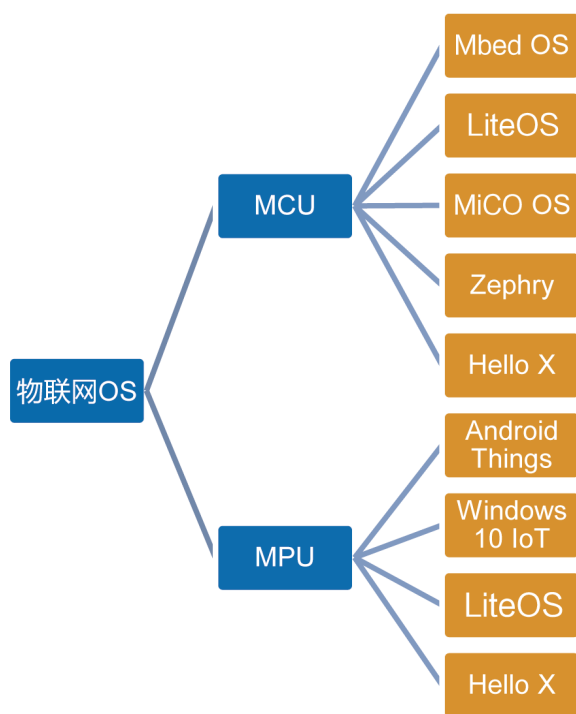 物联网OS
MCU
Mbed OS
LiteOS
MiCO OS
Zephry
Hello X
MPU
Android
Things
Windows
10 IoT
LiteOS
Hello X